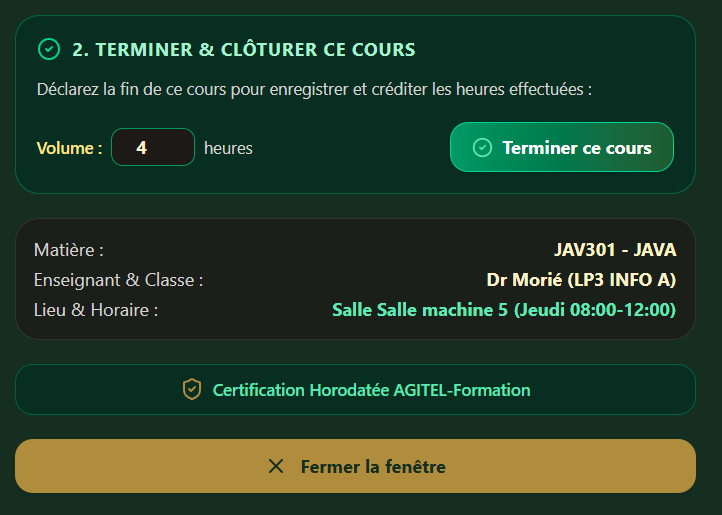 2. TERMINER & CLÔTURER CE COURS
Déclarez la fin de ce cours pour enregistrer et créditer les heures effectuées :
Volume : 4 heures Terminer ce cours
Matière : JAV301 - JAVA
Enseignant & Classe : Dr Morié (LP3 INFO A)
Lieu & Horaire : Salle Salle machine 5 (Jeudi 08:00-12:00)
Certification Horodatée AGITEL-Formation
Fermer la fenêtre